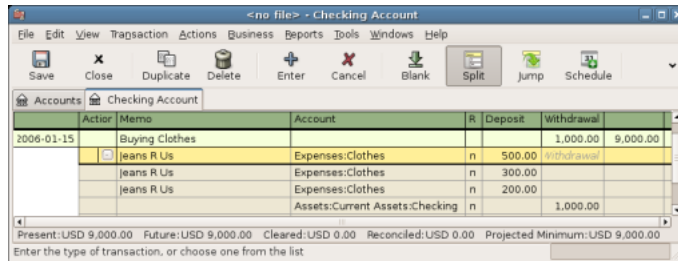 <no file> - Checking Account
File Edit View Transaction Actions Business Reports Tools Windows Help
Save Close Duplicate Delete Enter Cancel Blank Split Jump Schedule
Accounts Checking Account
Action Memo Account R Deposit Withdrawal
2006-01-15 Buying Clothes 1,000.00 9,000.00
Jeans R Us Expenses:Clothes n 500.00 Withdrawal
Jeans R Us Expenses:Clothes n 300.00
Jeans R Us Expenses:Clothes n 200.00
Assets:Current Assets:Checking n 1,000.00
Present:USD 9,000.00 Future:USD 9,000.00 Cleared:USD 0.00 Reconciled:USD 0.00 Projected Minimum:USD 9,000.00
Enter the type of transaction, or choose one from the list